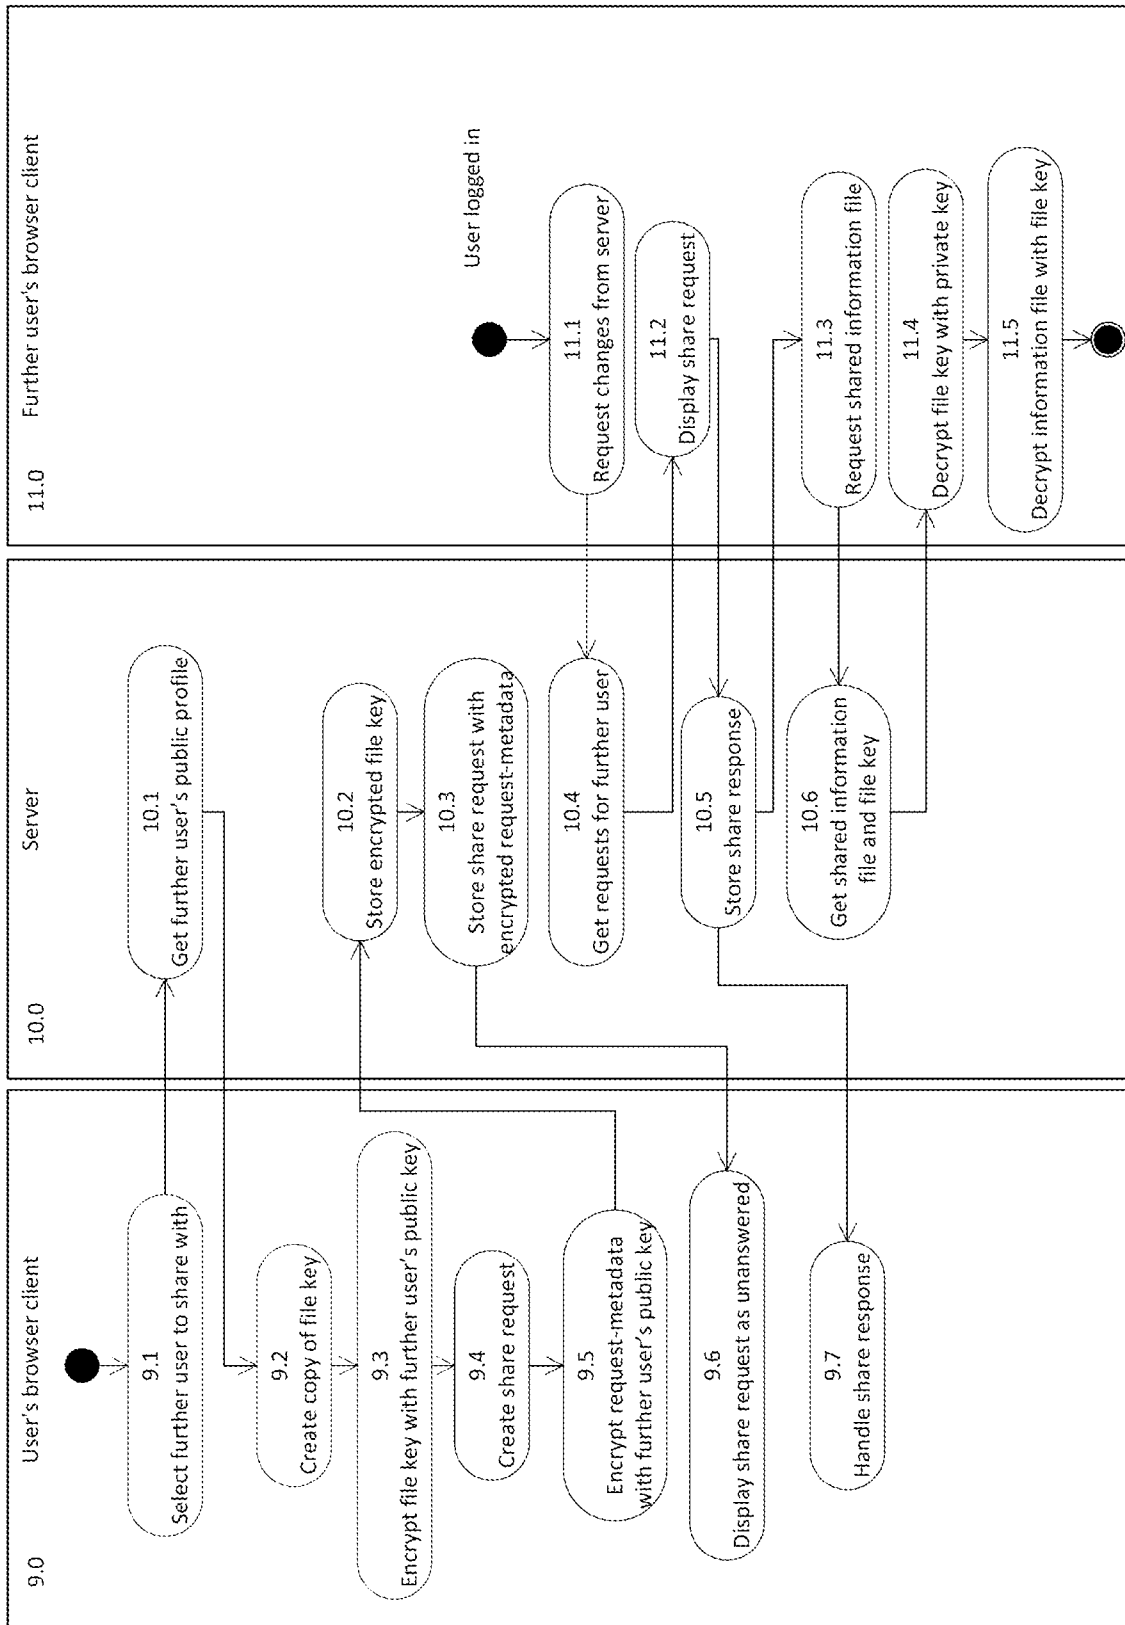 9.0
User's browser client
9.1
Select further user to share with
9.2
Create copy of file key
9.3
Encrypt file key with further user's public key
9.4
Create share request
9.5
Encrypt request-metadata
with further user's public key
9.6
Display share request as unanswered
9.7
Handle share response
10.0
Server
10.1
Get further user's public profile
10.2
Store encrypted file key
10.3
Store share request with
encrypted request-metadata
10.4
Get requests for further user
10.5
Store share response
10.6
Get shared information
file and file key
11.0
Further user's browser client
User logged in
11.1
Request changes from server
11.2
Display share request
11.3
Request shared information file
11.4
Decrypt file key with private key
11.5
Decrypt information file with file key